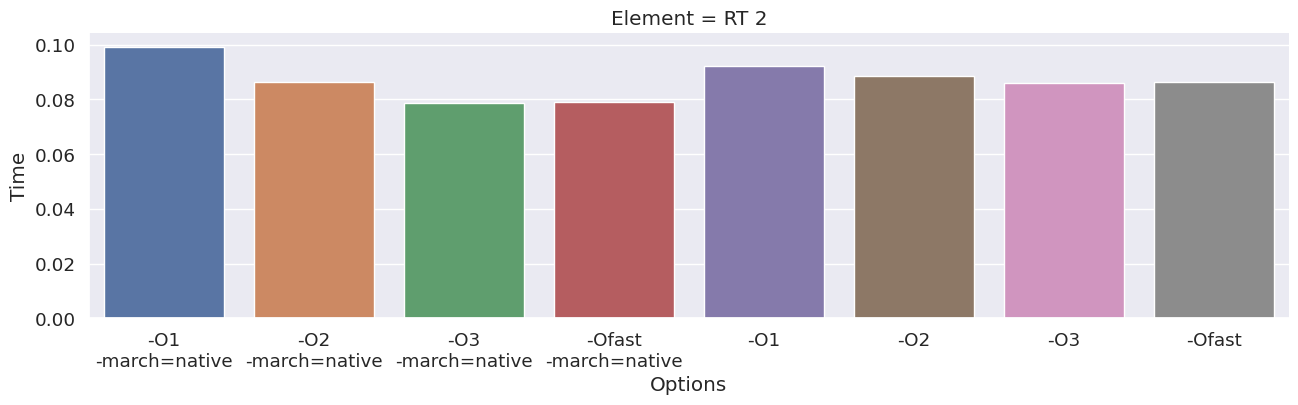 Element = RT 2
0.10
0.08
0.06
0.04
0.02
0.00
Time
-O1 -O2 -O3 -Ofast -O1 -O2 -O3 -Ofast
-march=native -march=native -march=native -march=native
Options